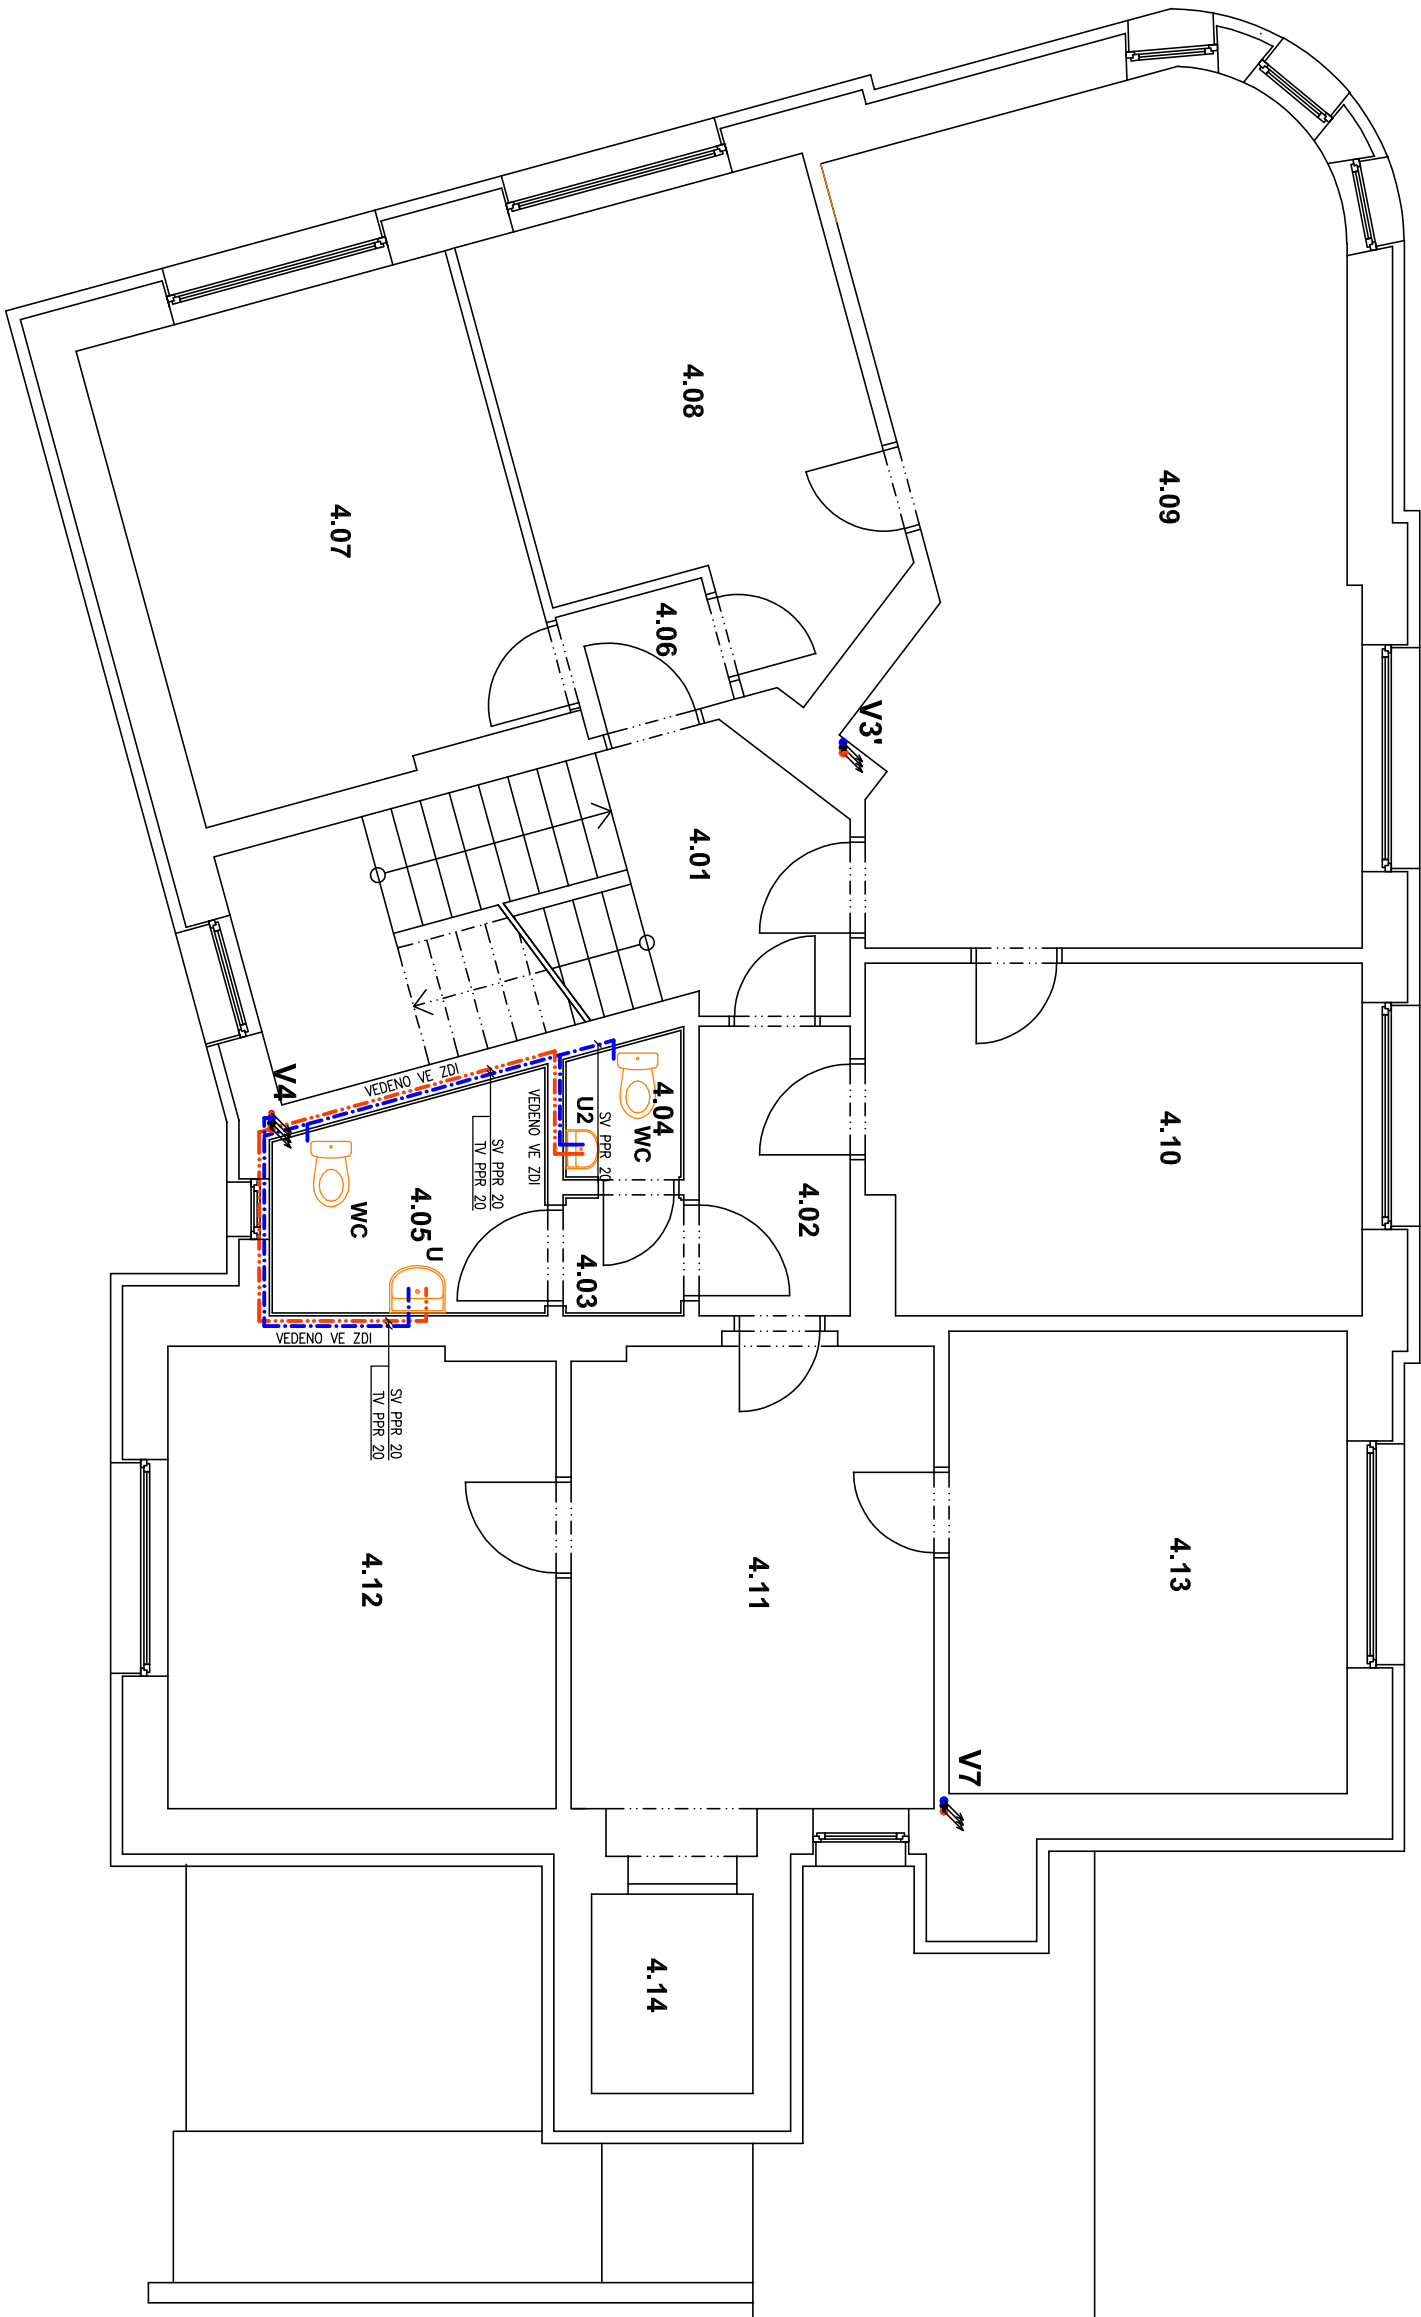 4.08
4.09
4.07
4.06
V3'
4.01
V4
VEDENO VE ZDI
VEDENO VE ZDI
SV PPR 20
TV PPR 20
U2
SV PPR 20
4.04
WC
4.10
4.05
U
WC
4.02
4.03
VEDENO VE ZDI
SV PPR 20
TV PPR 20
4.12
4.11
4.13
V7
4.14